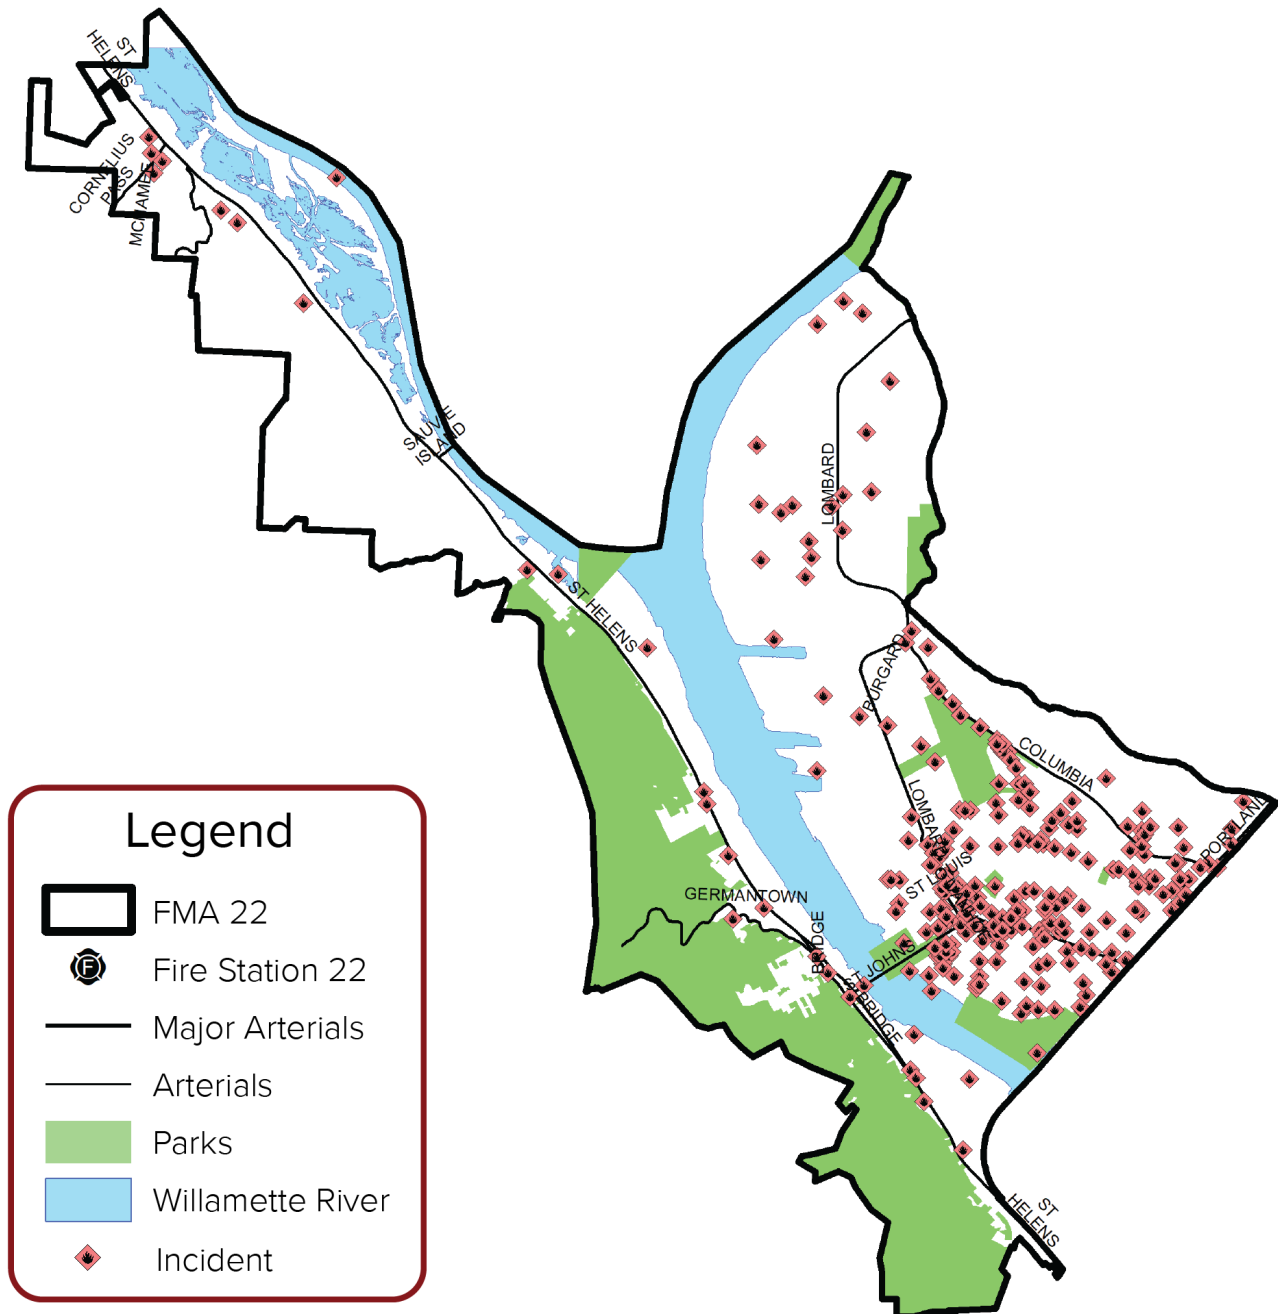 ST
HELENS
CORNELIUS
PASS
MCNAMEE
SAUVIE
ISLAND
LOMBARD
ST HELENS
BURGARD
COLUMBIA
LOMBARD
PORTLAND
ST LOUIS
GERMANTOWN
BRIDGE
ST JOHNS
BRIDGE
ST
HELENS
Legend
FMA 22
F
Fire Station 22
Major Arterials
Arterials
Parks
Willamette River
Incident